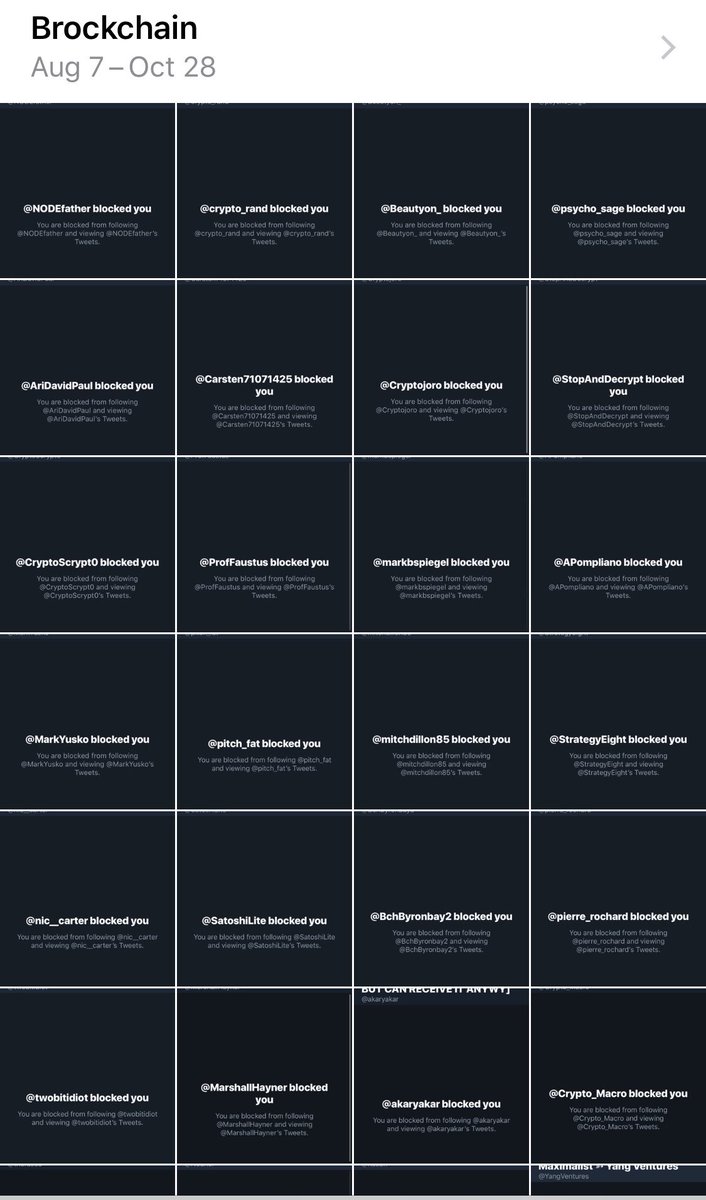 Brockchain
Aug 7 – Oct 28
@NODEfather blocked you
You are blocked from following
@NODEfather and viewing @NODEfather's
Tweets.
@crypto_rand blocked you
You are blocked from following
@crypto_rand and viewing @crypto_rand's
Tweets.
@Beautyon_ blocked you
You are blocked from following
@Beautyon_ and viewing @Beautyon_'s
Tweets.
@psycho_sage blocked you
You are blocked from following
@psycho_sage and viewing
@psycho_sage's Tweets.
@AriDavidPaul blocked you
You are blocked from following
@AriDavidPaul and viewing
@AriDavidPaul's Tweets.
@Carsten71071425 blocked
you
You are blocked from following
@Carsten71071425 and viewing
@Carsten71071425's Tweets.
@Cryptojoro blocked you
You are blocked from following
@Cryptojoro and viewing @Cryptojoro's
Tweets.
@StopAndDecrypt blocked
you
You are blocked from following
@StopAndDecrypt and viewing
@StopAndDecrypt's Tweets.
@CryptoScrypt0 blocked you
You are blocked from following
@CryptoScrypt0 and viewing
@CryptoScrypt0's Tweets.
@ProfFaustus blocked you
You are blocked from following
@ProfFaustus and viewing @ProfFaustus's
Tweets.
@markbspiegel blocked you
You are blocked from following
@markbspiegel and viewing
@markbspiegel's Tweets.
@APompliano blocked you
You are blocked from following
@APompliano and viewing @APompliano's
Tweets.
@MarkYusko blocked you
You are blocked from following
@MarkYusko and viewing @MarkYusko's
Tweets.
@pitch_fat blocked you
You are blocked from following @pitch_fat
and viewing @pitch_fat's Tweets.
@mitchdillon85 blocked you
You are blocked from following
@mitchdillon85 and viewing
@mitchdillon85's Tweets.
@StrategyEight blocked you
You are blocked from following
@StrategyEight and viewing
@StrategyEight's Tweets.
@nic__carter blocked you
You are blocked from following @nic__carter
and viewing @nic__carter's Tweets.
@SatoshiLite blocked you
You are blocked from following @SatoshiLite
and viewing @SatoshiLite's Tweets.
@BchByronbay2 blocked you
You are blocked from following
@BchByronbay2 and viewing
@BchByronbay2's Tweets.
@pierre_rochard blocked you
You are blocked from following
@pierre_rochard and viewing
@pierre_rochard's Tweets.
@twobitidiot blocked you
You are blocked from following @twobitidiot
and viewing @twobitidiot's Tweets.
@MarshallHayner blocked
you
You are blocked from following
@MarshallHayner and viewing
@MarshallHayner's Tweets.
BUT CAN RECEIVE IT ANYWY]
@akaryakar
@akaryakar blocked you
You are blocked from following @akaryakar
and viewing @akaryakar's Tweets.
@Crypto_Macro blocked you
You are blocked from following
@Crypto_Macro and viewing
@Crypto_Macro's Tweets.
Yang Ventures
@YangVentures